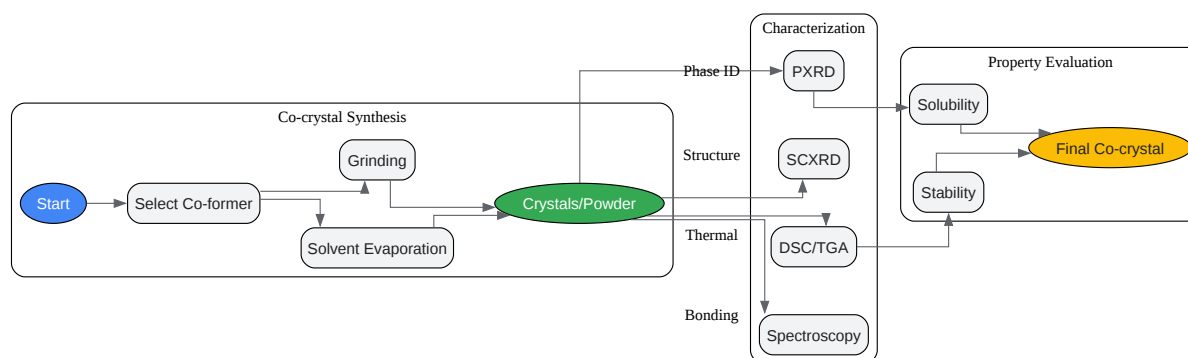 Co-crystal Synthesis
Start
Select Co-former
Grinding
Solvent Evaporation
Crystals/Powder
Phase ID
Structure
Thermal
Bonding
Characterization
PXRD
SCXRD
DSC/TGA
Spectroscopy
Property Evaluation
Solubility
Stability
Final Co-crystal